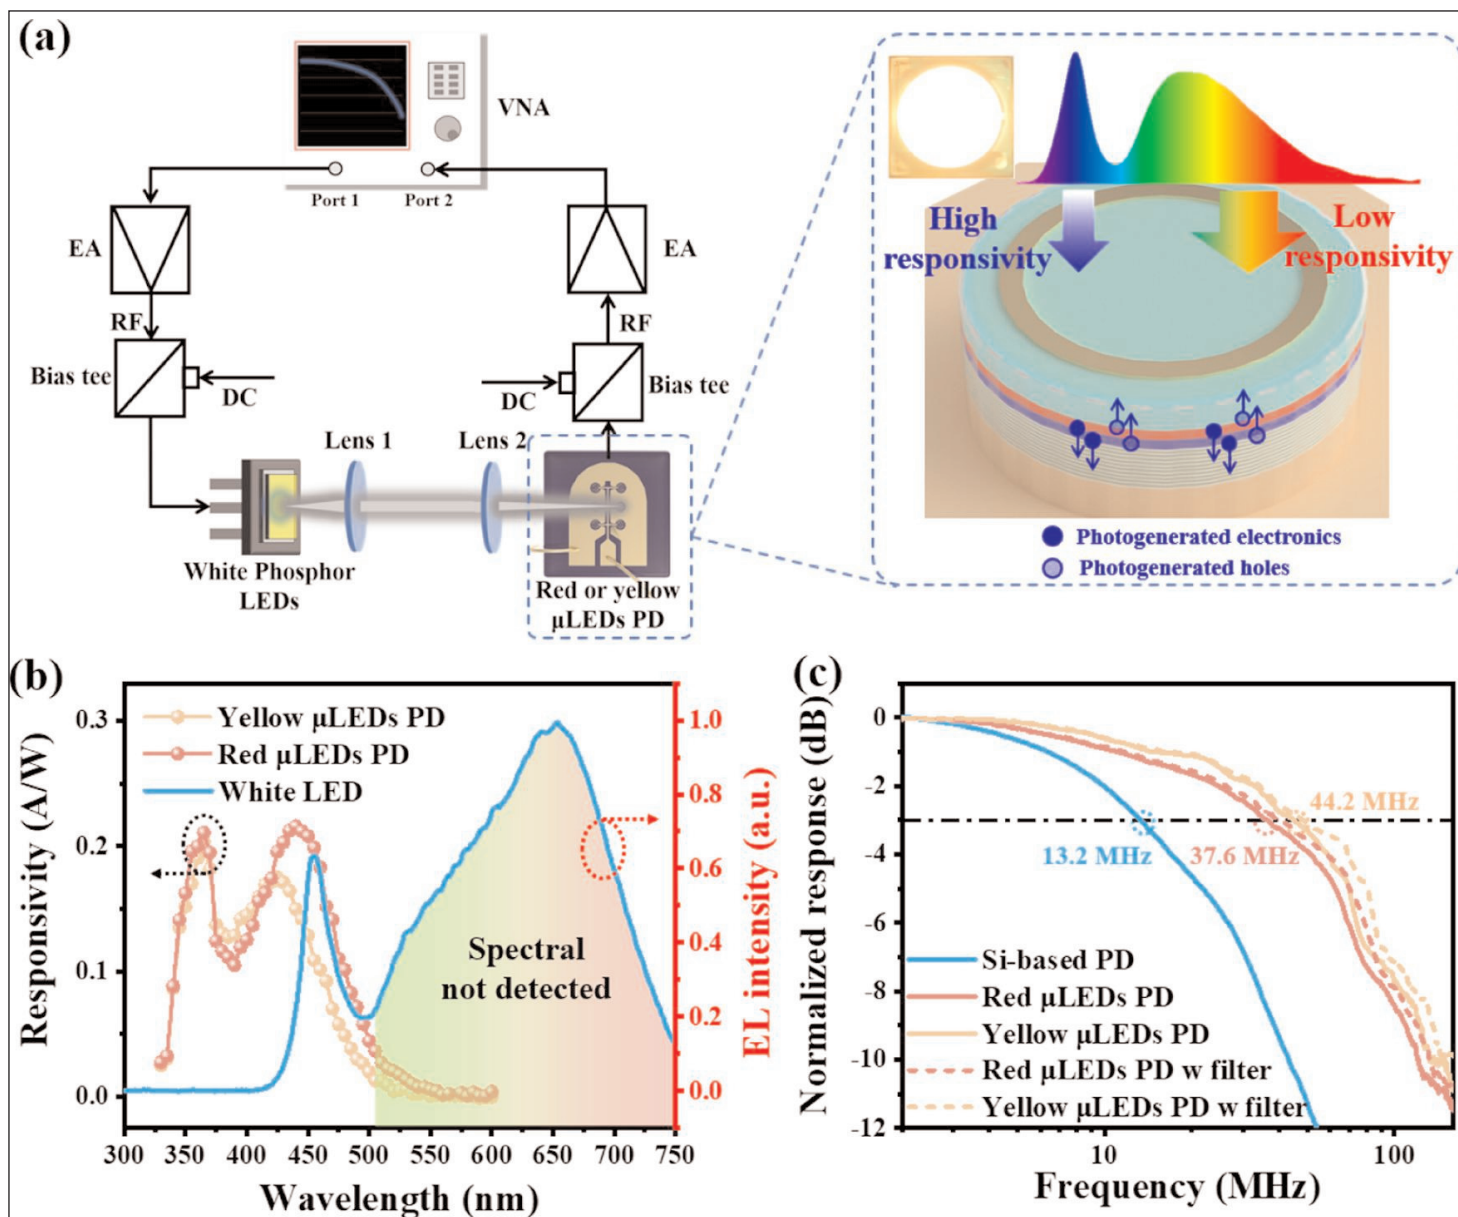 (a)
VNA
Port 1
Port 2
EA
EA
RF
RF
Bias tee
DC
DC
Bias tee
Lens 1
Lens 2
White Phosphor
LEDs
Red or yellow
μLEDs PD
High
responsivity
Low
responsivity
Photogenerated electronics
Photogenerated holes
(b)
Responsivity (A/W)
0.3
0.2
0.1
0.0
Yellow μLEDs PD
Red μLEDs PD
White LED
Spectral
not detected
1.0
0.8
0.6
0.4
0.2
0.0
EL intensity (a.u.)
300 350 400 450 500 550 600 650 700 750
Wavelength (nm)
(c)
Normalized response (dB)
0
-2
-4
-6
-8
-10
-12
44.2 MHz
13.2 MHz
37.6 MHz
Si-based PD
Red μLEDs PD
Yellow μLEDs PD
Red μLEDs PD w filter
Yellow μLEDs PD w filter
10 100
Frequency (MHz)